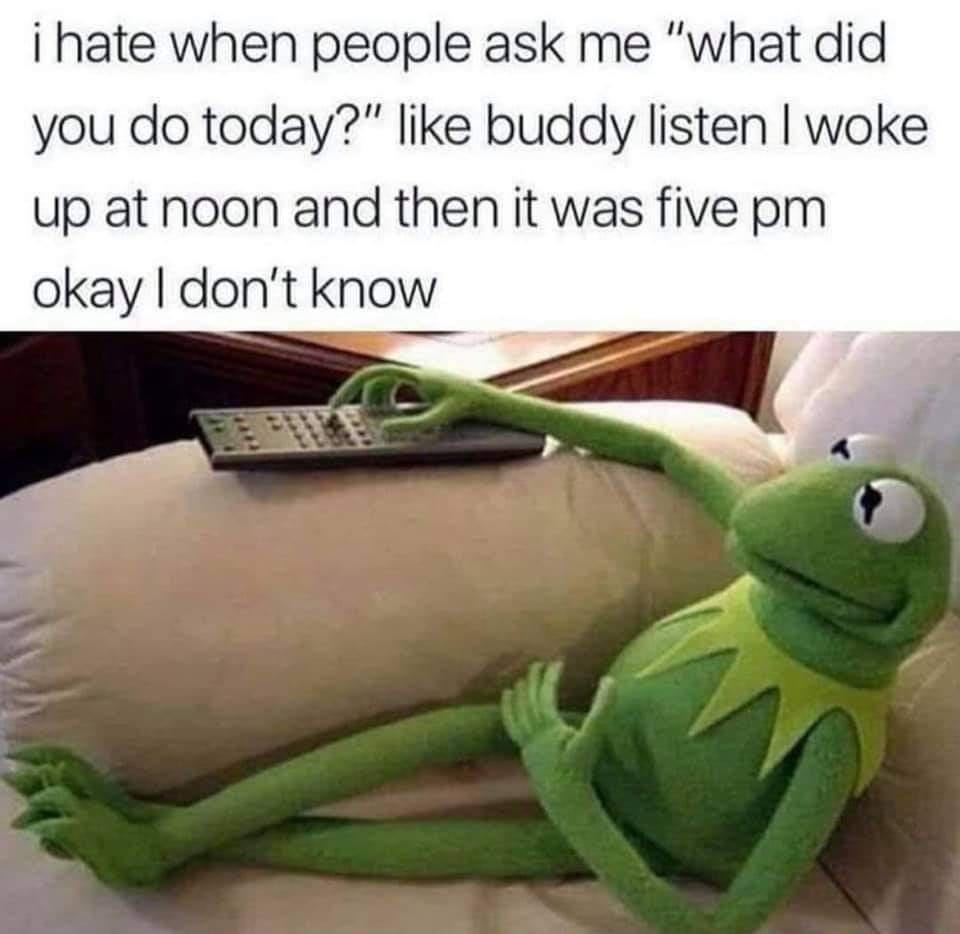 i hate when people ask me "what did
you do today?" like buddy listen I woke
up at noon and then it was five pm
okay I don't know